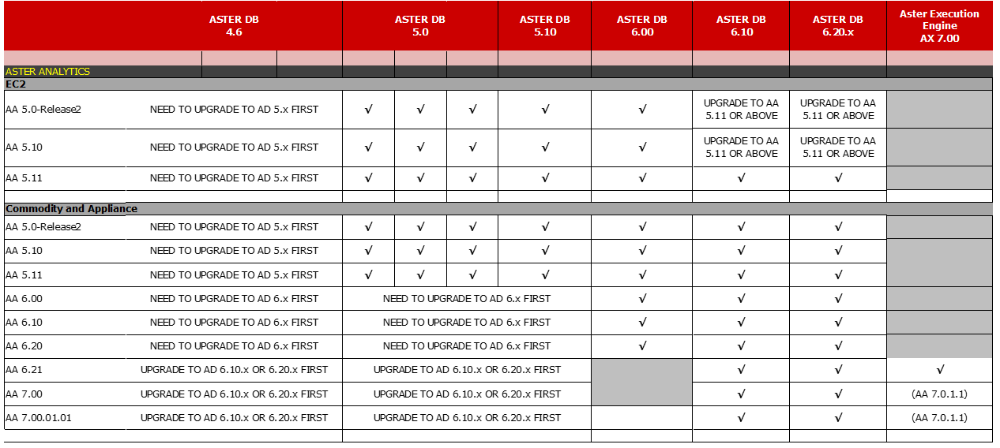 ASTER DB
4.6
ASTER DB
5.0
ASTER DB
5.10
ASTER DB
6.00
ASTER DB
6.10
ASTER DB
6.20.x
Aster Execution
Engine
AX 7.00
ASTER ANALYTICS
EC2
AA 5.0-Release2 NEED TO UPGRADE TO AD 5.x FIRST √ √ √ √ √ UPGRADE TO AA
5.11 OR ABOVE
UPGRADE TO AA
5.11 OR ABOVE
AA 5.10 NEED TO UPGRADE TO AD 5.x FIRST √ √ √ √ √ UPGRADE TO AA
5.11 OR ABOVE
UPGRADE TO AA
5.11 OR ABOVE
AA 5.11 NEED TO UPGRADE TO AD 5.x FIRST √ √ √ √ √ √ √
Commodity and Appliance
AA 5.0-Release2 NEED TO UPGRADE TO AD 5.x FIRST √ √ √ √ √ √ √
AA 5.10 NEED TO UPGRADE TO AD 5.x FIRST √ √ √ √ √ √ √
AA 5.11 NEED TO UPGRADE TO AD 5.x FIRST √ √ √ √ √ √ √
AA 6.00 NEED TO UPGRADE TO AD 6.x FIRST NEED TO UPGRADE TO AD 6.x FIRST √ √ √
AA 6.10 NEED TO UPGRADE TO AD 6.x FIRST NEED TO UPGRADE TO AD 6.x FIRST √ √ √
AA 6.20 NEED TO UPGRADE TO AD 6.x FIRST NEED TO UPGRADE TO AD 6.x FIRST √ √ √
AA 6.21 UPGRADE TO AD 6.10.x OR 6.20.x FIRST UPGRADE TO AD 6.10.x OR 6.20.x FIRST √ √ √
AA 7.00 UPGRADE TO AD 6.10.x OR 6.20.x FIRST UPGRADE TO AD 6.10.x OR 6.20.x FIRST √ √ (AA 7.0.1.1)
AA 7.00.01.01 UPGRADE TO AD 6.10.x OR 6.20.x FIRST UPGRADE TO AD 6.10.x OR 6.20.x FIRST √ √ (AA 7.0.1.1)